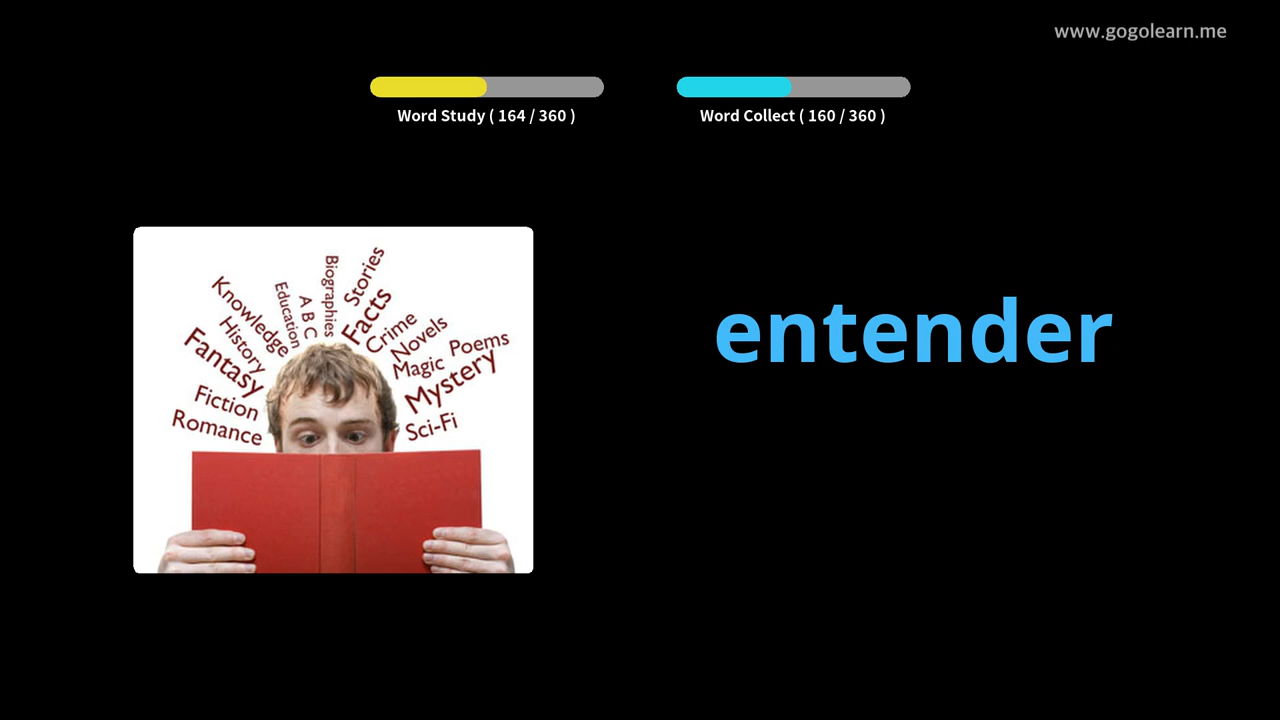 www.gogolearn.me
Word Study ( 164 / 360 )
Word Collect ( 160 / 360 )
Biographies
Stories
Education
A B C
Facts
Knowledge
Crime
History
Novels
Fantasy
Magic
Poems
Mystery
Fiction
Romance
Sci-Fi
entender